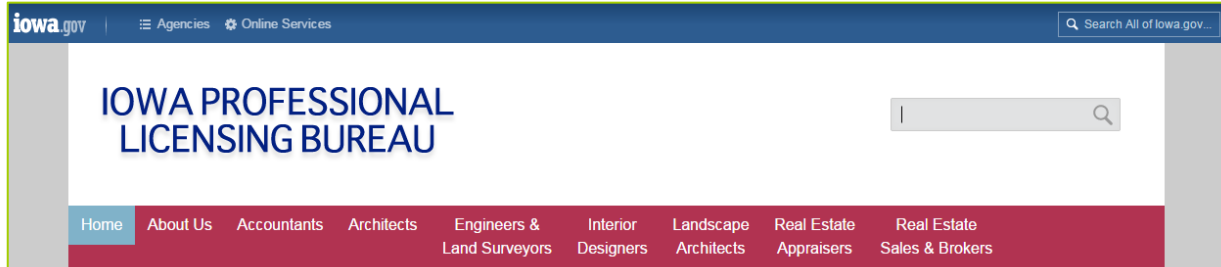 iowa.gov Agencies Online Services Search All of Iowa.gov...
IOWA PROFESSIONAL
LICENSING BUREAU
Home About Us Accountants Architects Engineers & Interior Landscape Real Estate Real Estate
Land Surveyors Designers Architects Appraisers Sales & Brokers